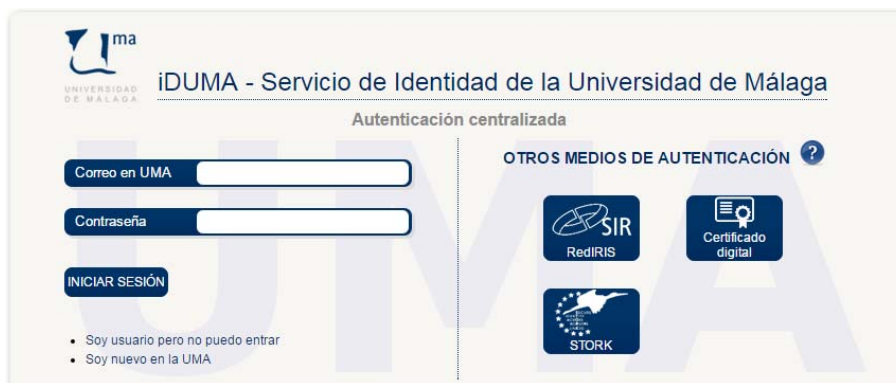 uma
UNIVERSIDAD
DE MÁLAGA
iDUMA - Servicio de Identidad de la Universidad de Málaga
Autenticación centralizada
Correo en UMA
Contraseña
INICIAR SESIÓN
Soy usuario pero no puedo entrar
Soy nuevo en la UMA
OTROS MEDIOS DE AUTENTICACIÓN ?
SIR
RedIRIS
Certificado
digital
STORK
UMA